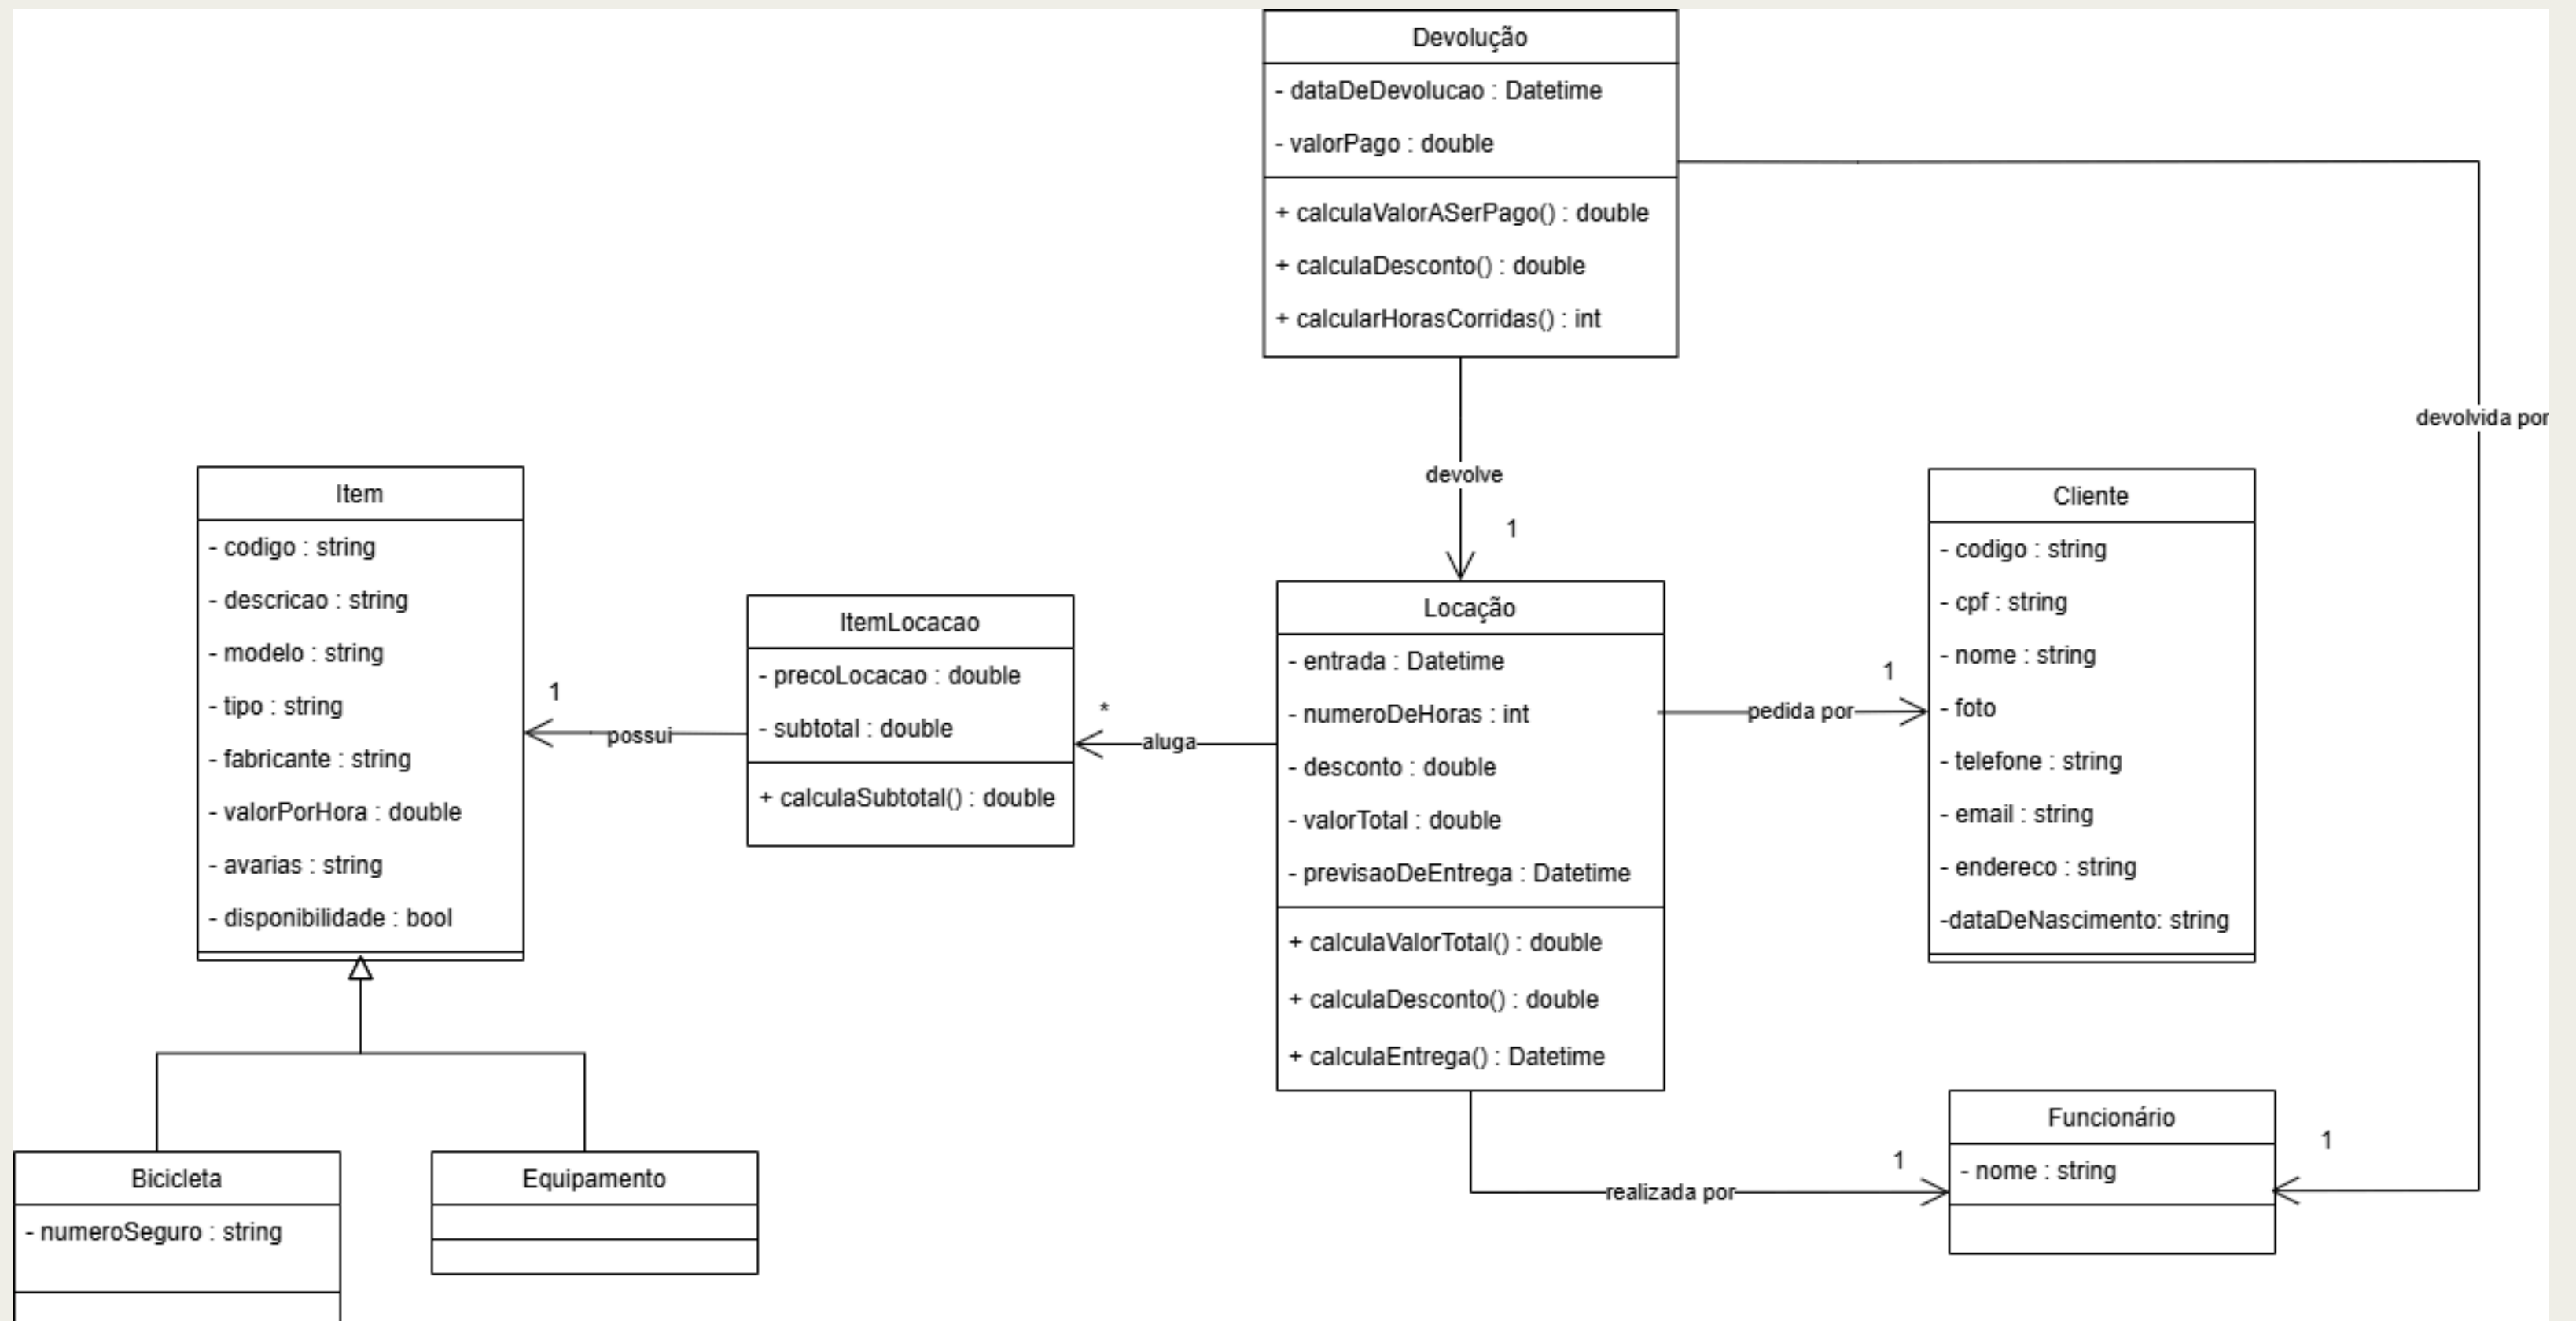 Devolução
- dataDeDevolucao : Datetime
- valorPago : double
+ calculaValorASerPago() : double
+ calculaDesconto() : double
+ calcularHorasCorridas() : int
devolvida por
devolve
1
Item
- codigo : string
- descricao : string
- modelo : string
- tipo : string
- fabricante : string
- valorPorHora : double
- avarias : string
- disponibilidade : bool
1
possui
ItemLocacao
- precoLocacao : double
- subtotal : double
+ calculaSubtotal() : double
*
aluga
Locação
- entrada : Datetime
- numeroDeHoras : int
- desconto : double
- valorTotal : double
- previsaoDeEntrega : Datetime
+ calculaValorTotal() : double
+ calculaDesconto() : double
+ calculaEntrega() : Datetime
1
pedida por
Cliente
- codigo : string
- cpf : string
- nome : string
- foto
- telefone : string
- email : string
- endereco : string
-dataDeNascimento: string
Bicicleta
- numeroSeguro : string
Equipamento
1
realizada por
Funcionário
- nome : string
1